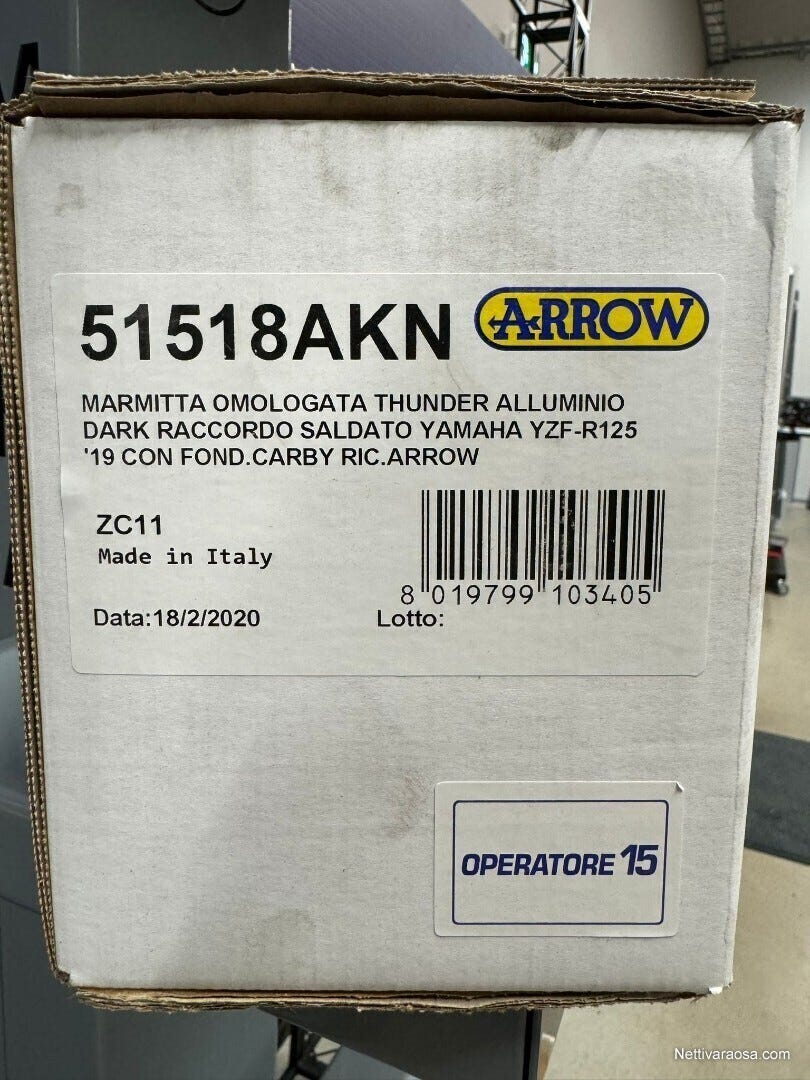 51518AKN
ARROW
MARMITTA OMOLOGATA THUNDER ALLUMINIO
DARK RACCORDO SALDATO YAMAHA YZF-R125
'19 CON FOND.CARBY RIC.ARROW
ZC11
Made in Italy
8 019799 103405
Data:18/2/2020
Lotto:
OPERATORE 15
Nettivaraosa.com